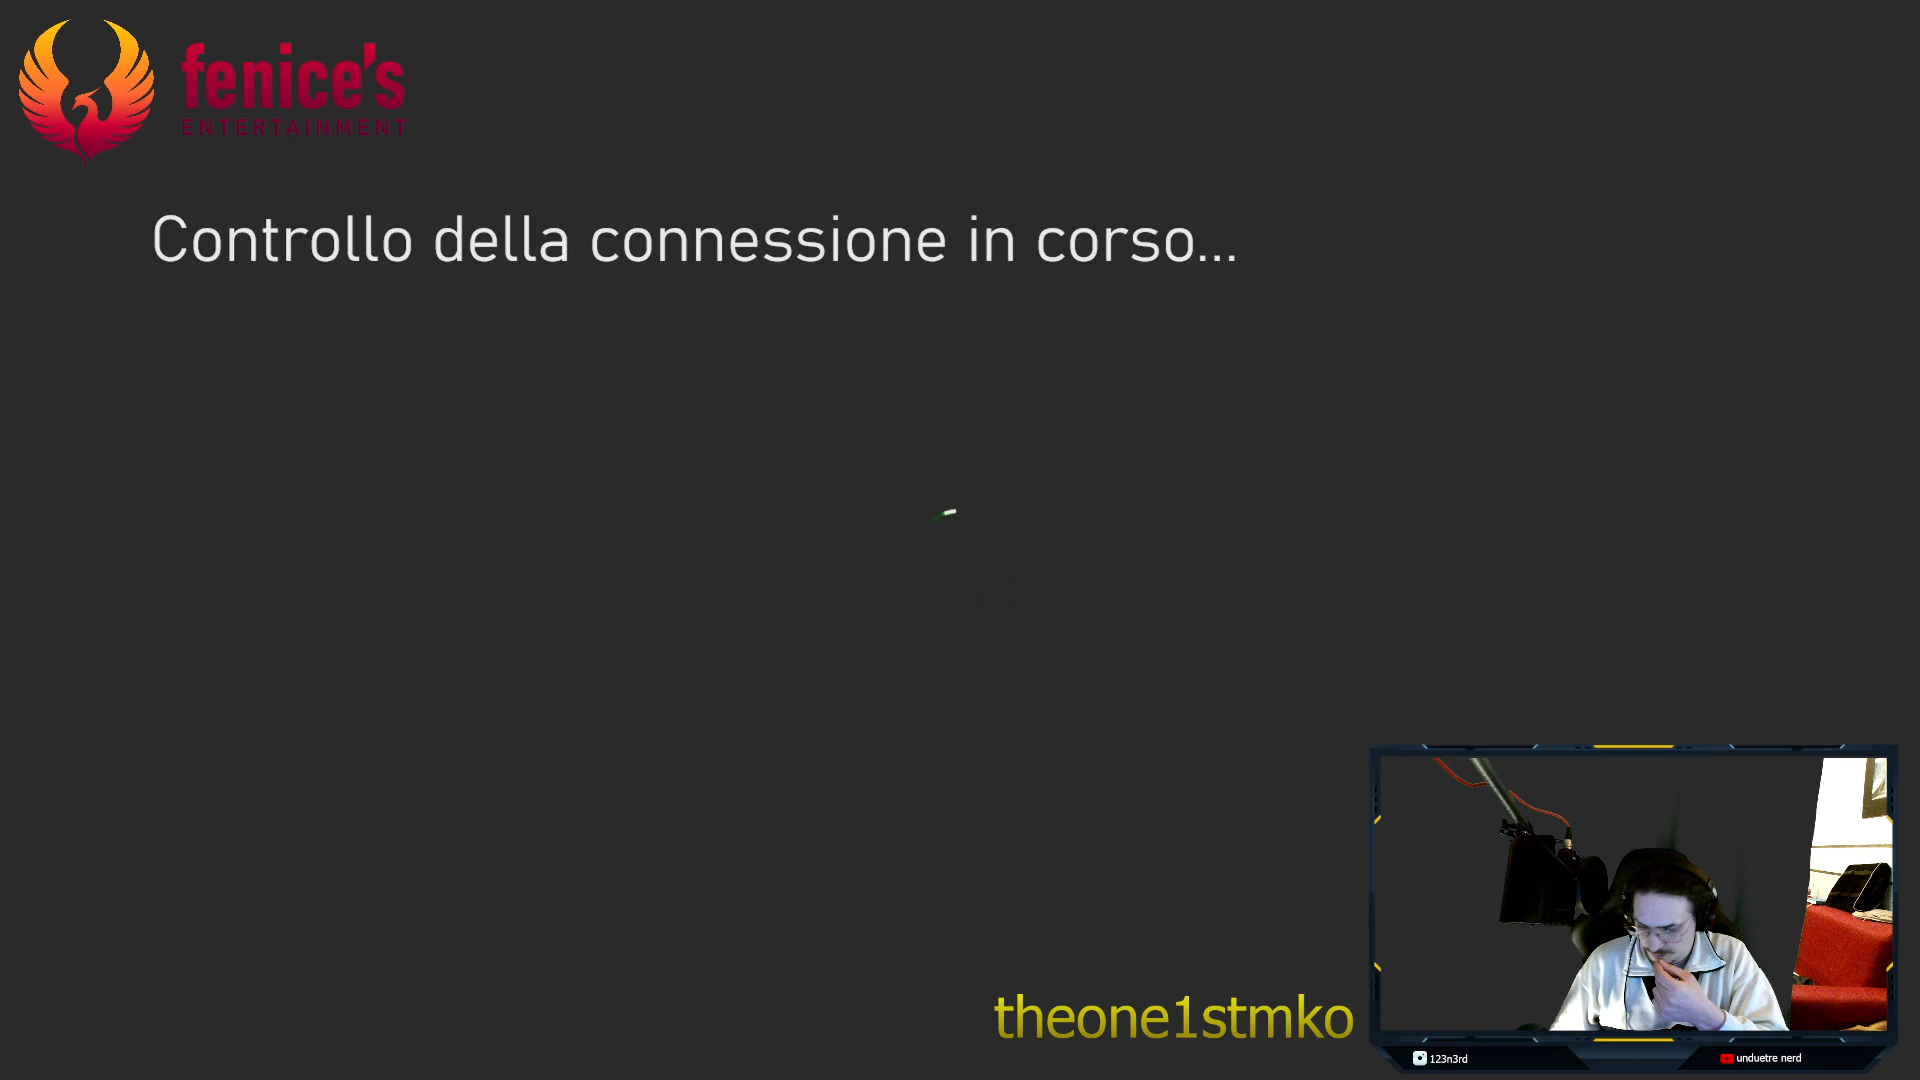 fenice's
ENTERTAINMENT
Controllo della connessione in corso...
theone1stmko
123n3rd
unduetre nerd